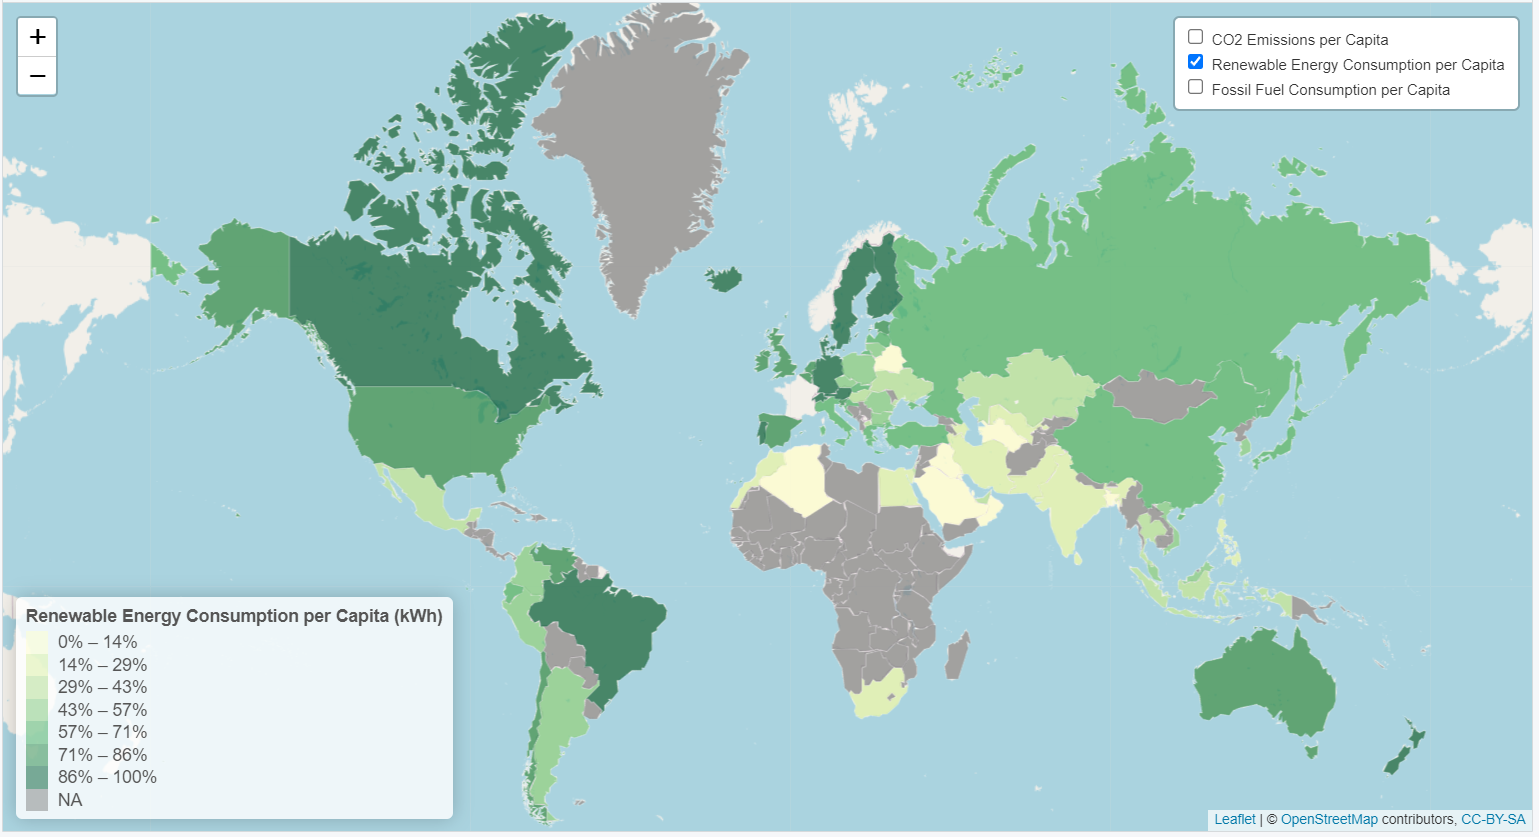 +
−
CO2 Emissions per Capita
Renewable Energy Consumption per Capita
Fossil Fuel Consumption per Capita
Renewable Energy Consumption per Capita (kWh)
0% – 14%
14% – 29%
29% – 43%
43% – 57%
57% – 71%
71% – 86%
86% – 100%
NA
Leaflet | © OpenStreetMap contributors, CC-BY-SA